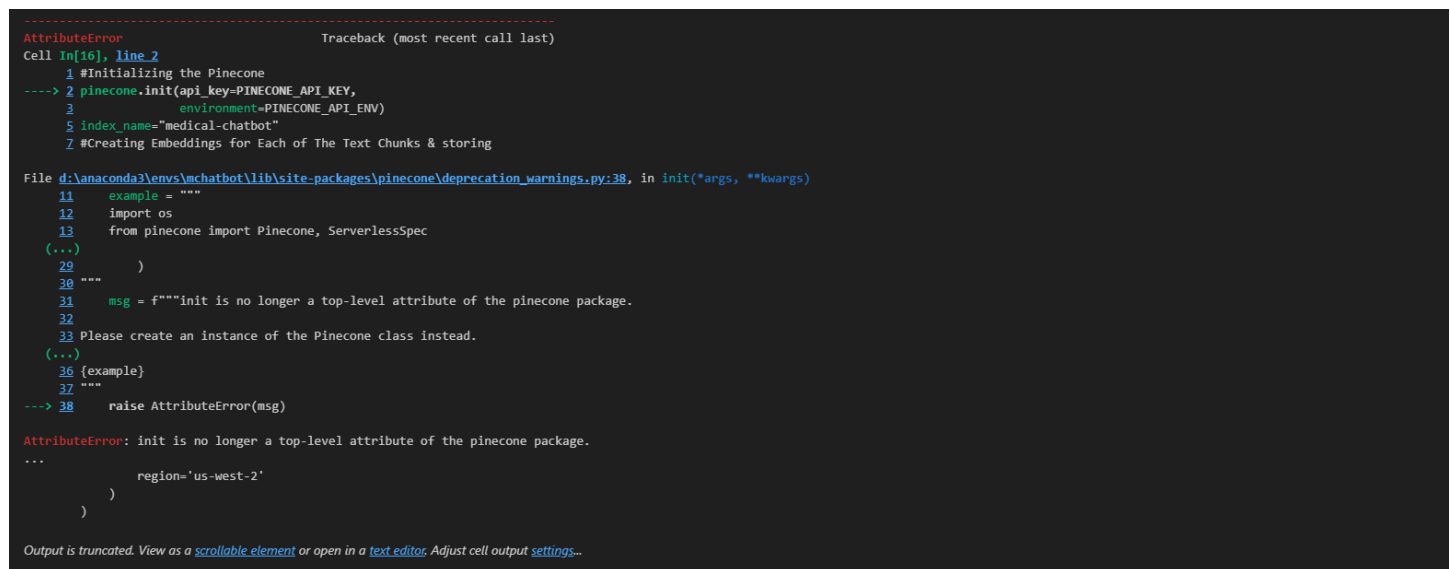 ---------------------------------------------------------------------------
AttributeError                            Traceback (most recent call last)
Cell In[16], line 2
      1 #Initializing the Pinecone
----> 2 pinecone.init(api_key=PINECONE_API_KEY,
      3               environment=PINECONE_API_ENV)
      5 index_name="medical-chatbot"
      7 #Creating Embeddings for Each of The Text Chunks & storing
File d:\anaconda3\envs\mchatbot\lib\site-packages\pinecone\deprecation_warnings.py:38, in init(*args, **kwargs)
     11     example = """
     12     import os
     13     from pinecone import Pinecone, ServerlessSpec
   (...)
     29         )
     30 """
     31     msg = f"""init is no longer a top-level attribute of the pinecone package.
     32
     33 Please create an instance of the Pinecone class instead.
   (...)
     36 {example}
     37 """
---> 38     raise AttributeError(msg)
AttributeError: init is no longer a top-level attribute of the pinecone package.
...
                region='us-west-2'
            )
        )
Output is truncated. View as a scrollable element or open in a text editor. Adjust cell output settings...